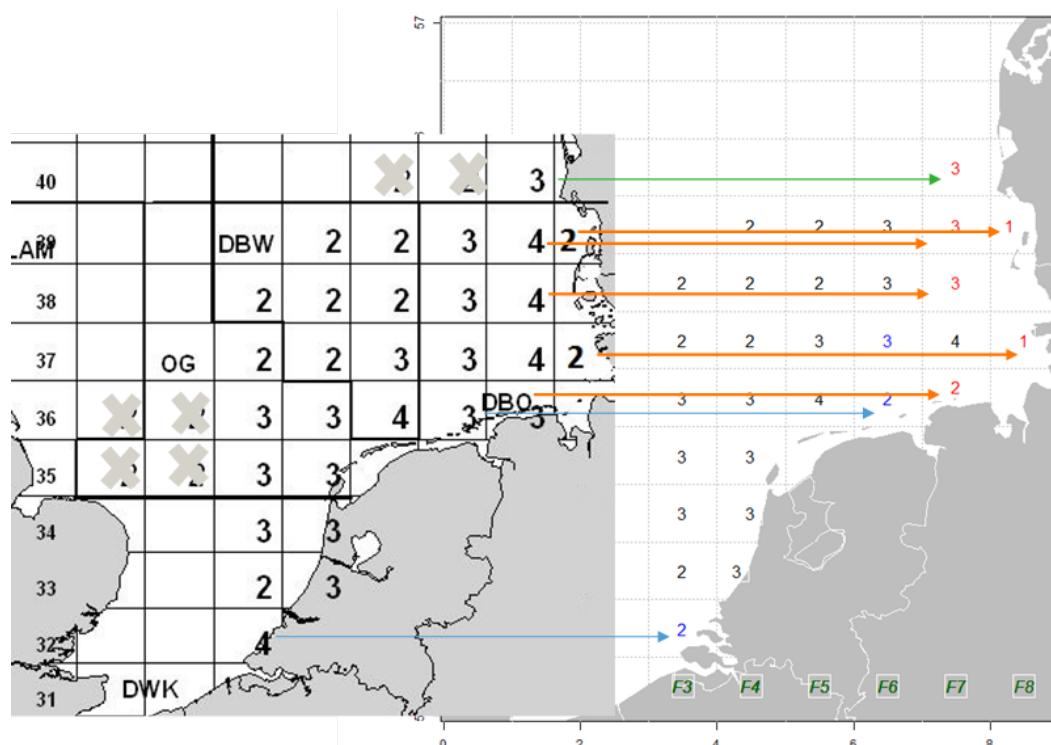 40 3
39 DBW 2 2 3 4 2
38 2 2 2 3 4
37 OG 2 2 3 3 4 2
DBO
36 3 3 4 3 3
35 2 2 3 3
34 3 3
33 2 3
32 4
31 DWK
57
3
2 2 3 3 1
2 2 2 3 3
2 2 3 3 4 1
2
3 3 4 2
3 3
3 3
2 3
2
F3 F4 F5 F6 F7 F8
0 2 4 6 8